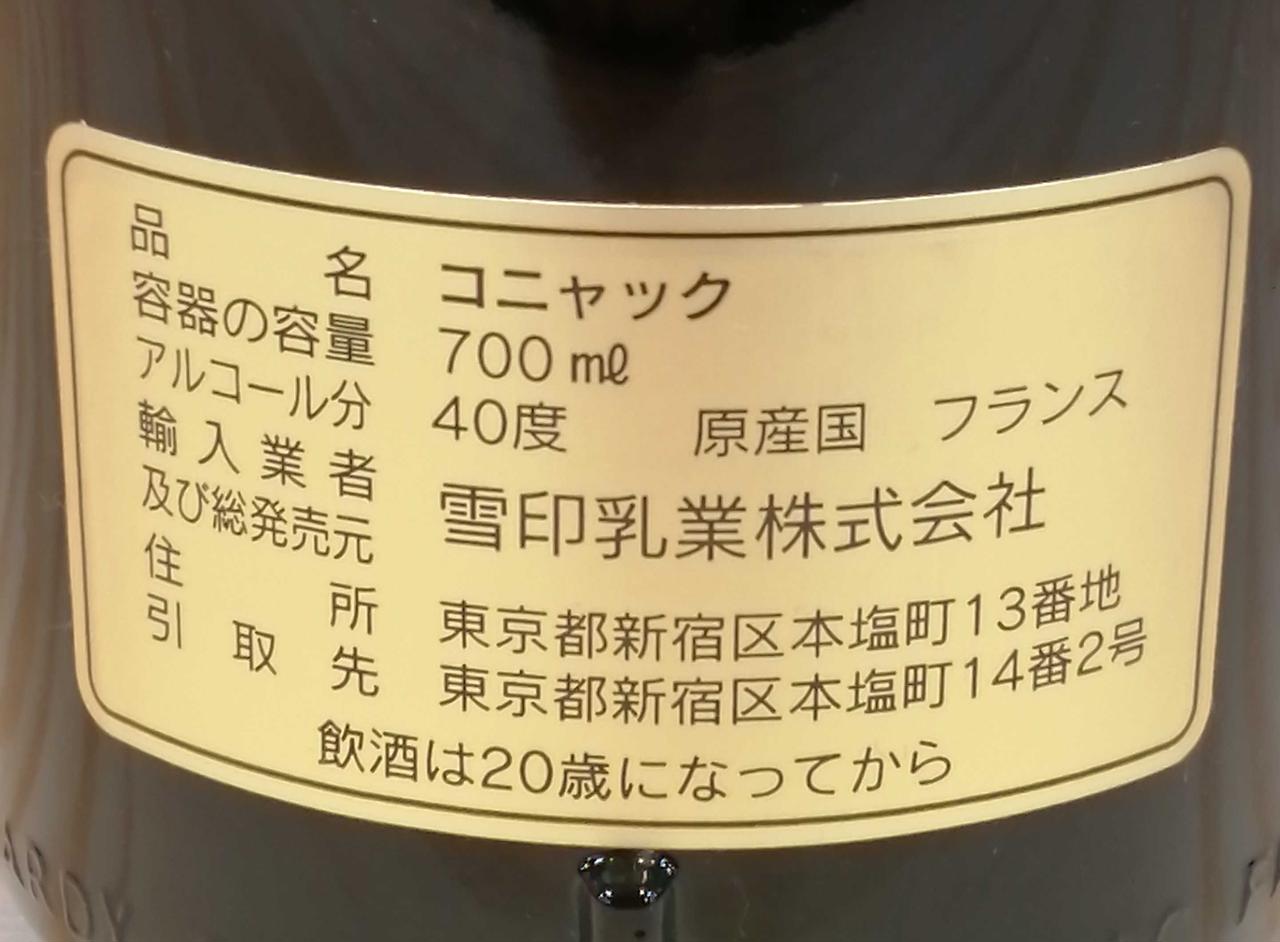 品名 コニャック
容器の容量 700㎖
アルコール分 40度 原産国 フランス
輸入業者
及び総発売元 雪印乳業株式会社
住所 東京都新宿区本塩町13番地
引取先 東京都新宿区本塩町14番2号
飲酒は20歳になってから
ARDY